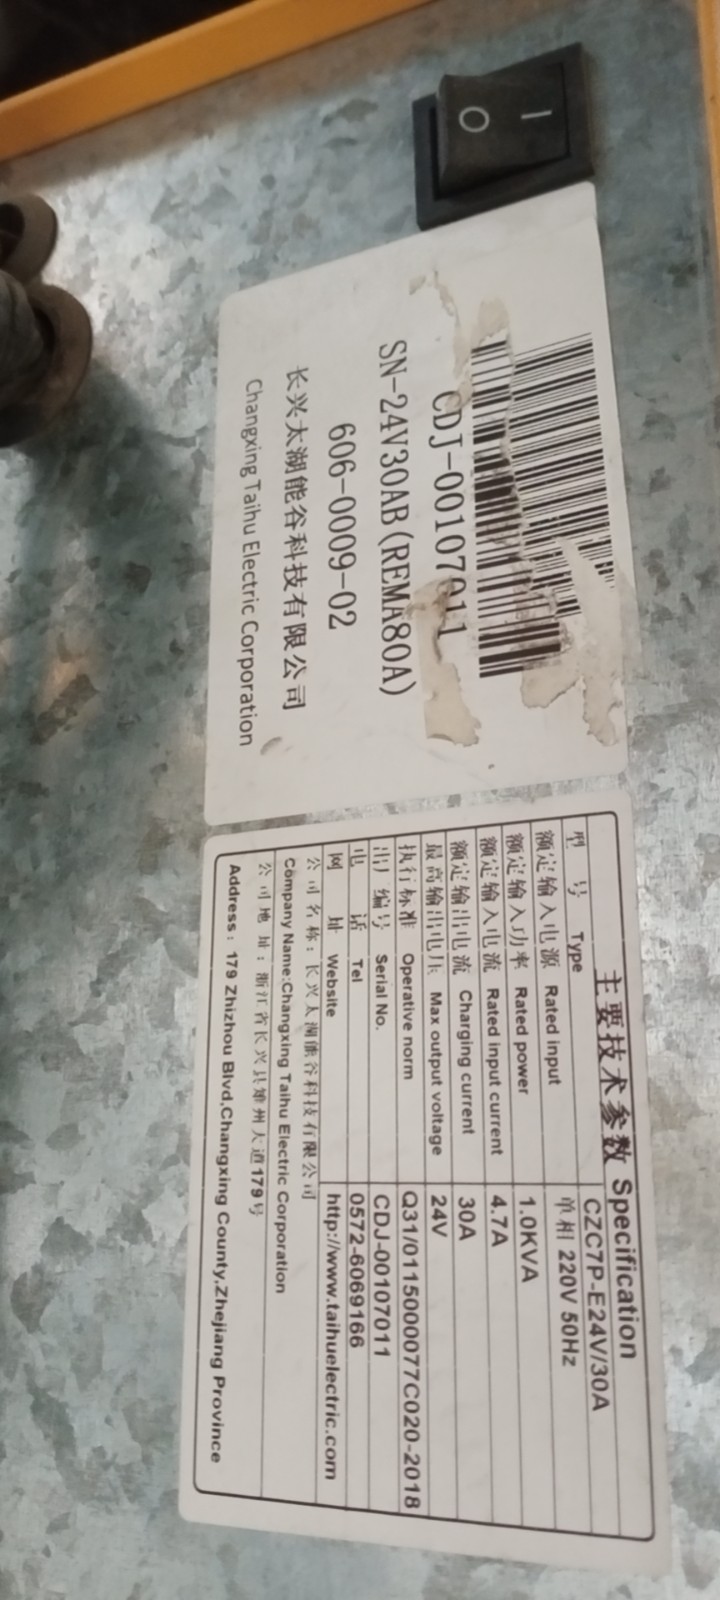 O I
CDJ-00107011
SN-24V30AB(REMA80A)
606-0009-02
长兴太湖能谷科技有限公司
Changxing Taihu Electric Corporation
主要技术参数 Specification
型 号 Type CZC7P-E24V/30A
额定输入电源 Rated input 单相 220V 50Hz
额定输入功率 Rated power 1.0KVA
额定输入电流 Rated input current 4.7A
额定输出电流 Charging current 30A
最高输出电压 Max output voltage 24V
执行标准 Operative norm Q31/0115000077C020-2018
出厂编号 Serial No. CDJ-00107011
电 话 Tel 0572-6069166
网 址 Website http://www.taihuelectric.com
公司名称：长兴太湖能谷科技有限公司
Company Name:Changxing Taihu Electric Corporation
公司地址：浙江省长兴县雉州大道179号
Address：179 Zhizhou Blvd,Changxing County,Zhejiang Province